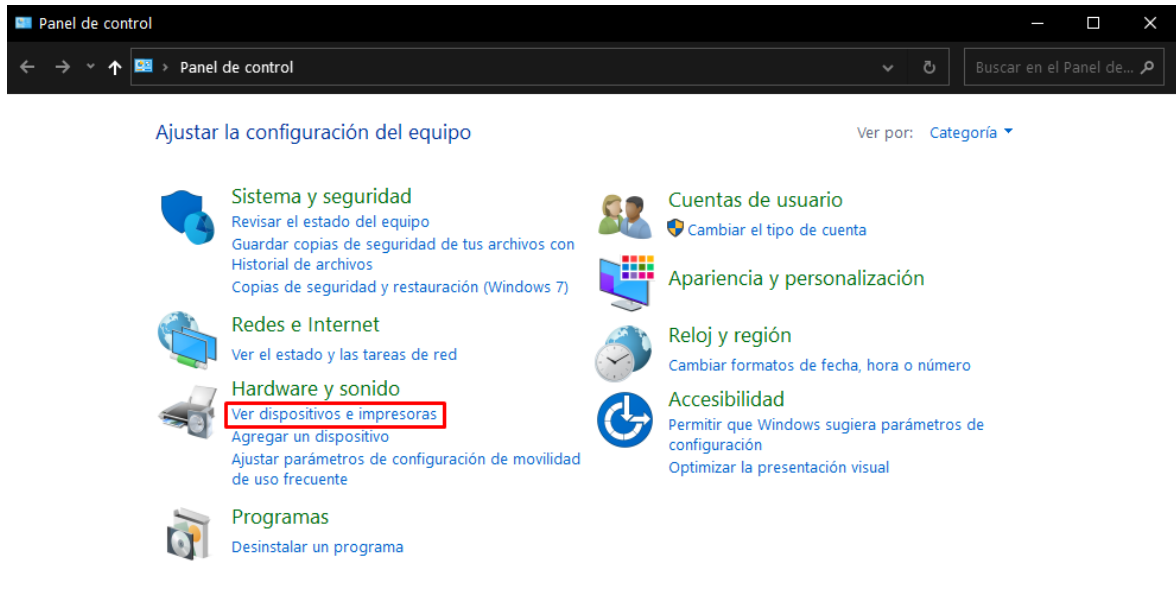 Panel de control
Panel de control
Buscar en el Panel de...
Ajustar la configuración del equipo
Ver por: Categoría
Sistema y seguridad
Revisar el estado del equipo
Guardar copias de seguridad de tus archivos con
Historial de archivos
Copias de seguridad y restauración (Windows 7)
Redes e Internet
Ver el estado y las tareas de red
Hardware y sonido
Ver dispositivos e impresoras
Agregar un dispositivo
Ajustar parámetros de configuración de movilidad
de uso frecuente
Programas
Desinstalar un programa
Cuentas de usuario
Cambiar el tipo de cuenta
Apariencia y personalización
Reloj y región
Cambiar formatos de fecha, hora o número
Accesibilidad
Permitir que Windows sugiera parámetros de
configuración
Optimizar la presentación visual